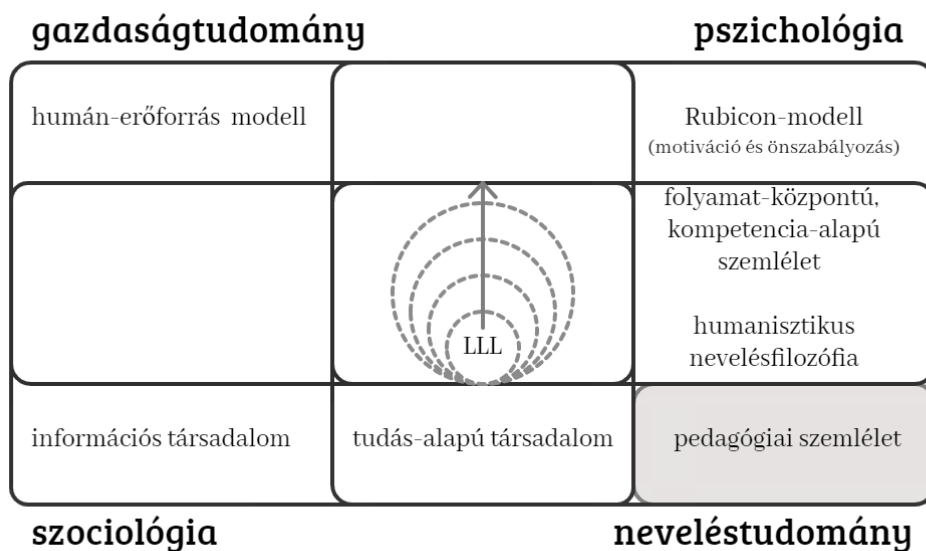 gazdaságtudomány
pszichológia
humán-erőforrás modell
Rubicon-modell
(motiváció és önszabályozás)
folyamat-központú,
kompetencia-alapú
szemlélet
humanisztikus
nevelésfilozófia
LLL
információs társadalom
tudás-alapú társadalom
pedagógiai szemlélet
szociológia
neveléstudomány